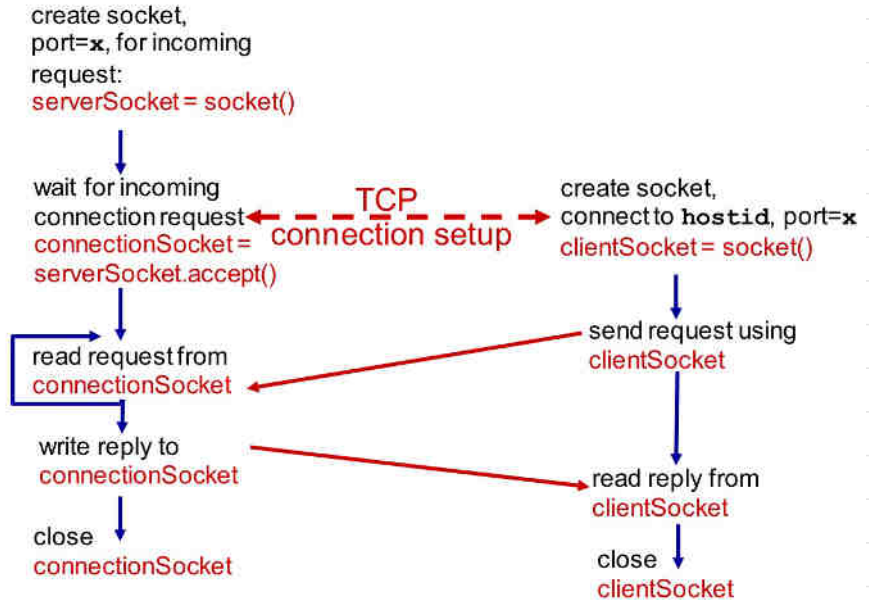 create socket,
port=x, for incoming
request:
serverSocket = socket()
wait for incoming
connection request
connectionSocket =
serverSocket.accept()
TCP
connection setup
create socket,
connect to hostid, port=x
clientSocket = socket()
read request from
connectionSocket
send request using
clientSocket
write reply to
connectionSocket
read reply from
clientSocket
close
connectionSocket
close
clientSocket